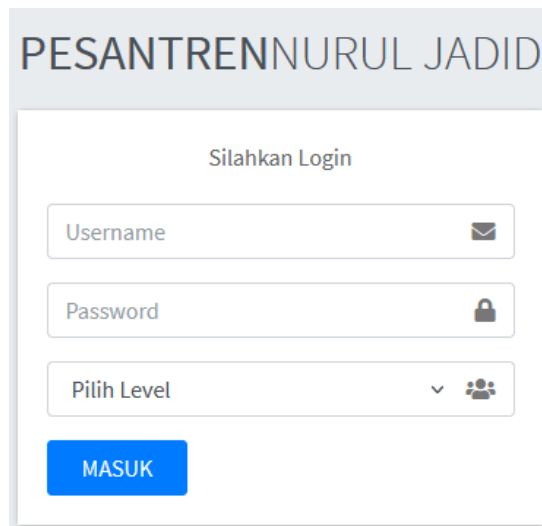 PESANTRENNURUL JADID
Silahkan Login
Username
Password
Pilih Level
MASUK